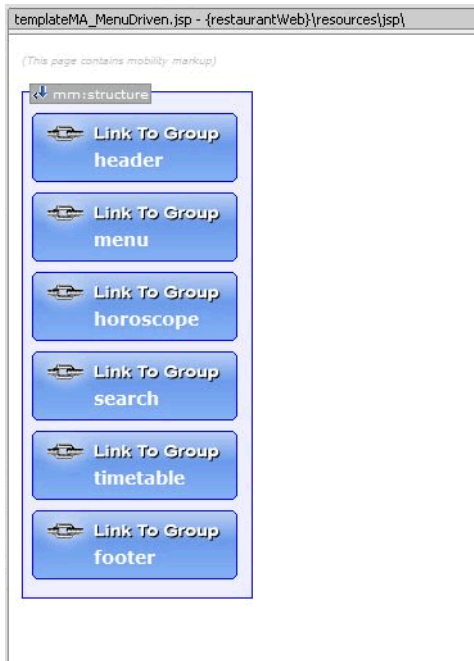 templateMA_MenuDriven.jsp - {restaurantWeb}\resources\jsp\
(This page contains mobility markup)
mm:structure
Link To Group
header
Link To Group
menu
Link To Group
horoscope
Link To Group
search
Link To Group
timetable
Link To Group
footer